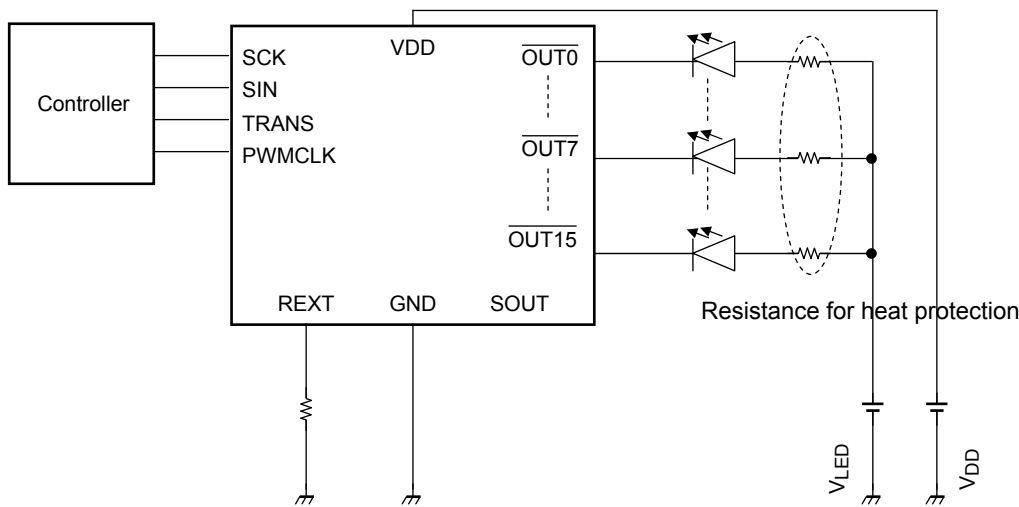 Controller
SCK
SIN
TRANS
PWMCLK
VDD
OUT0
OUT7
OUT15
REXT
GND
SOUT
Resistance for heat protection
VLED
VDD